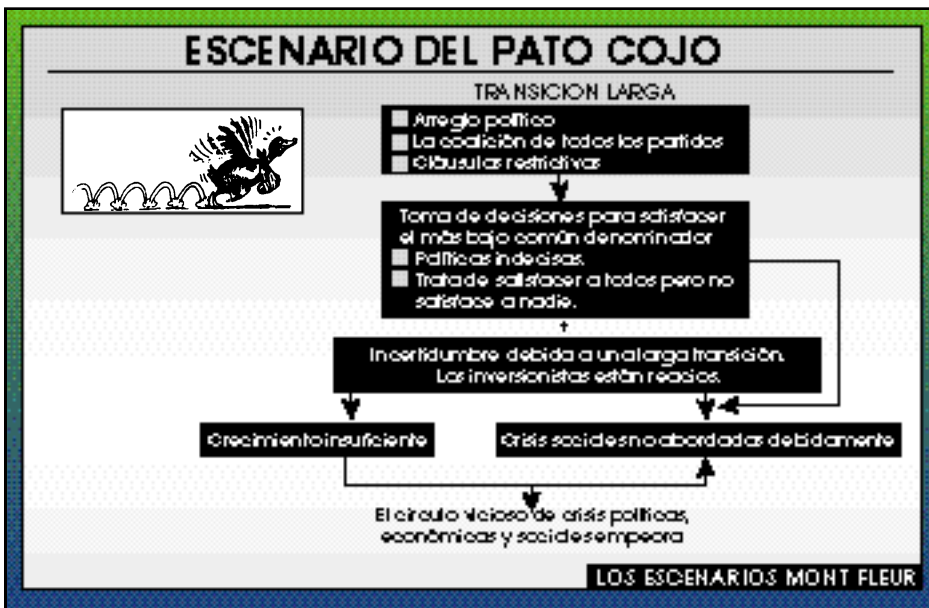 ESCENARIO DEL PATO COJO
TRANSICION LARGA
Arreglo político
La coalición de todos los partidos
Cláusulas restrictivas
Toma de decisiones para satisfacer
el más bajo común denominador
Políticas indecisas.
Trata de satisfacer a todos pero no
satisface a nadie.
Incertidumbre debida a una larga transición.
Los inversionistas están reacios.
Crecimiento insuficiente
Crisis sociales no abordadas debidamente
El círculo vicioso de crisis políticas,
económicas y sociales empeora
LOS ESCENARIOS MONT FLEUR